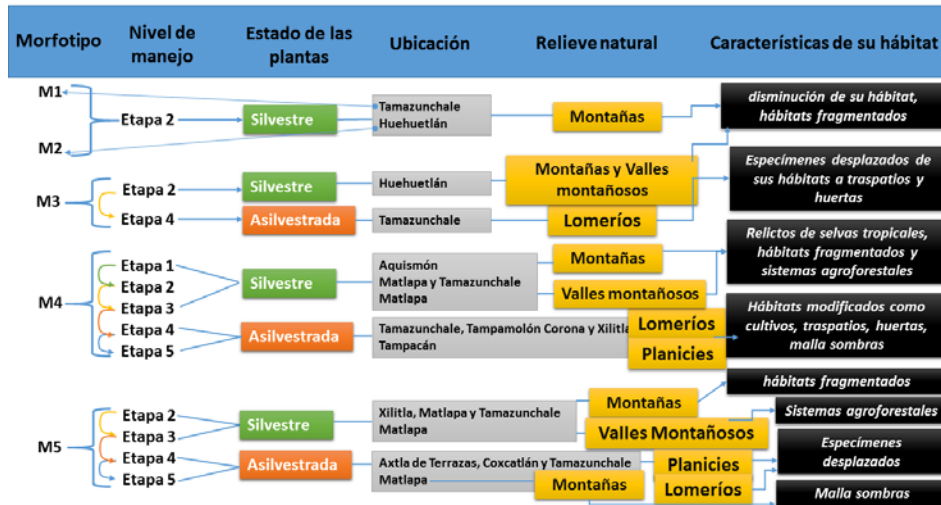 Morfotipo
Nivel de
manejo
Estado de las
plantas
Ubicación
Relieve natural
Características de su hábitat
M1
M2
Etapa 2
Silvestre
Tamazunchale
Huehuetlán
Montañas
disminución de su hábitat,
hábitats fragmentados
M3
Etapa 2
Silvestre
Huehuetlán
Montañas y Valles
montañosos
Etapa 4
Asilvestrada
Tamazunchale
Lomeríos
Especímenes desplazados de
sus hábitats a traspatios y
huertas
M4
Etapa 1
Etapa 2
Etapa 3
Etapa 4
Etapa 5
Silvestre
Aquismón
Matlapa y Tamazunchale
Matlapa
Montañas
Valles montañosos
Relictos de selvas tropicales,
hábitats fragmentados y
sistemas agroforestales
Asilvestrada
Tamazunchale, Tampamolón Corona y Xilitla
Tampacán
Lomeríos
Planicies
Hábitats modificados como
cultivos, traspatios, huertas,
malla sombras
M5
Etapa 2
Etapa 3
Etapa 4
Etapa 5
Silvestre
Xilitla, Matlapa y Tamazunchale
Matlapa
Montañas
Valles Montañosos
hábitats fragmentados
Sistemas agroforestales
Asilvestrada
Axtla de Terrazas, Coxcatlán y Tamazunchale
Matlapa
Planicies
Lomeríos
Montañas
Especímenes
desplazados
Malla sombras